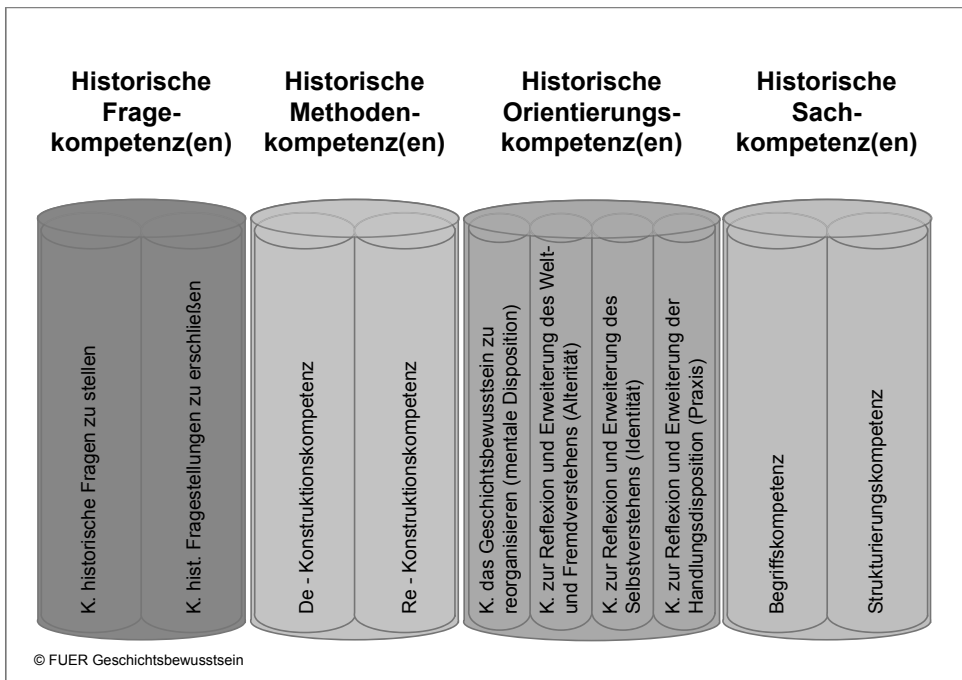 Historische
Frage-
kompetenz(en)
Historische
Methoden-
kompetenz(en)
Historische
Orientierungs-
kompetenz(en)
Historische
Sach-
kompetenz(en)
K. historische Fragen zu stellen
K. hist. Fragestellungen zu erschließen
De - Konstruktionskompetenz
Re - Konstruktionskompetenz
K. das Geschichtsbewusstsein zu
reorganisieren (mentale Disposition)
K. zur Reflexion und Erweiterung des Welt-
und Fremdverstehens (Alterität)
K. zur Reflexion und Erweiterung des
Selbstverstehens (Identität)
K. zur Reflexion und Erweiterung der
Handlungsdisposition (Praxis)
Begriffskompetenz
Strukturierungskompetenz
© FUER Geschichtsbewusstsein